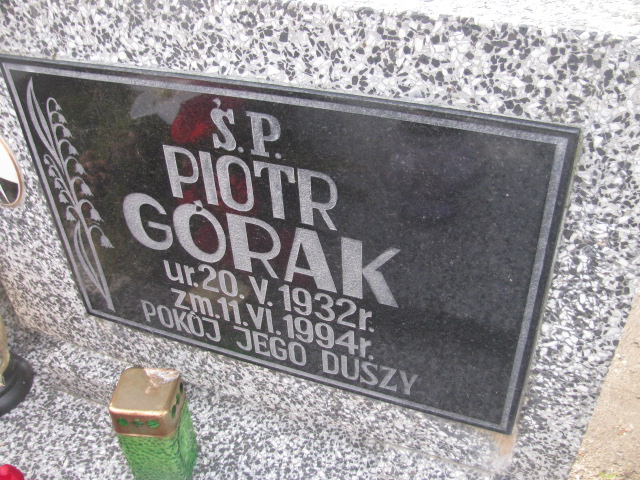 Ś.P.
PIOTR
GÓRAK
ur.20.V.1932r.
zm.11.VI.1994r.
POKÓJ JEGO DUSZY